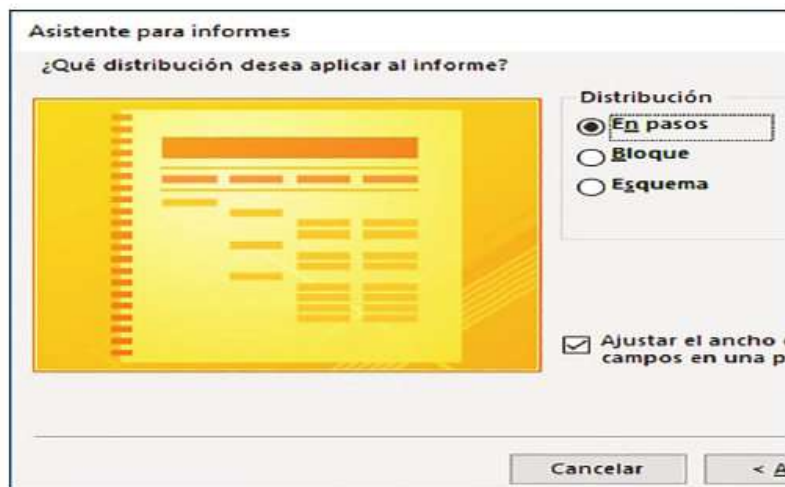 Asistente para informes
¿Qué distribución desea aplicar al informe?
Distribución
En pasos
Bloque
Esquema
Ajustar el ancho
campos en una p
Cancelar
< A